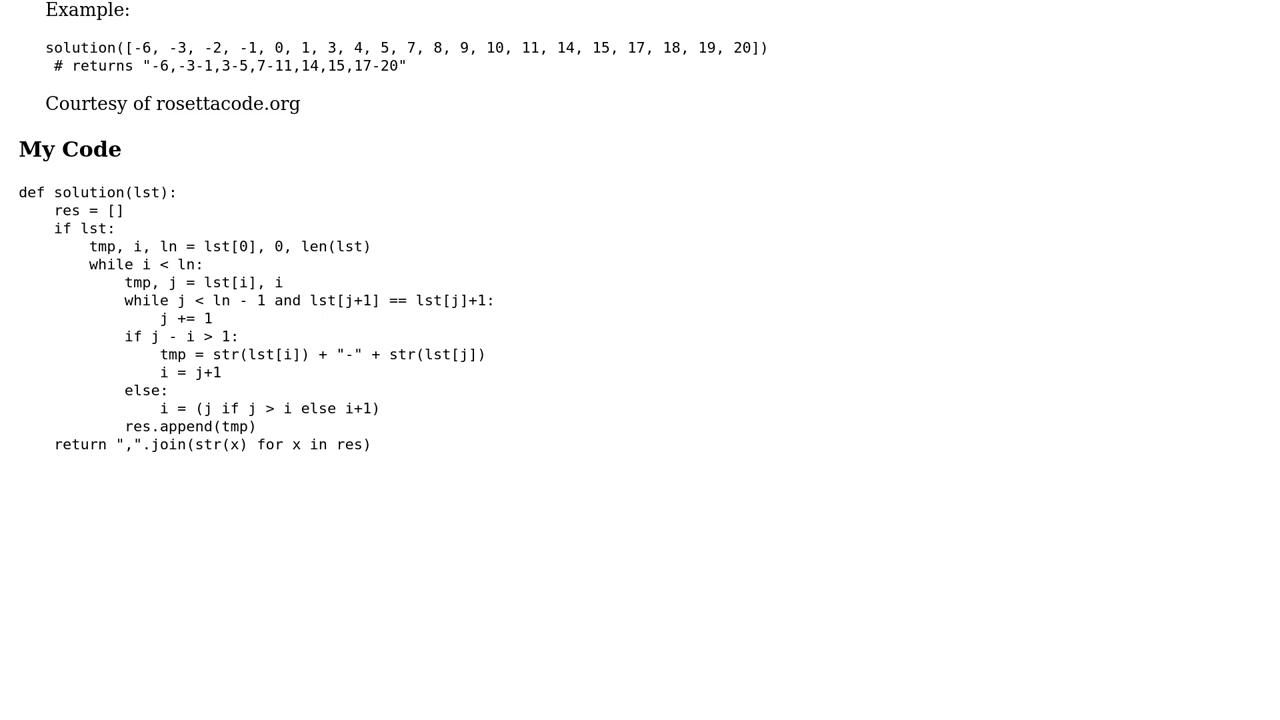 Example:
solution([-6, -3, -2, -1, 0, 1, 3, 4, 5, 7, 8, 9, 10, 11, 14, 15, 17, 18, 19, 20])
 # returns "-6,-3-1,3-5,7-11,14,15,17-20"
Courtesy of rosettacode.org
My Code
def solution(lst):
    res = []
    if lst:
        tmp, i, ln = lst[0], 0, len(lst)
        while i < ln:
            tmp, j = lst[i], i
            while j < ln - 1 and lst[j+1] == lst[j]+1:
                j += 1
            if j - i > 1:
                tmp = str(lst[i]) + "-" + str(lst[j])
                i = j+1
            else:
                i = (j if j > i else i+1)
            res.append(tmp)
    return ",".join(str(x) for x in res)